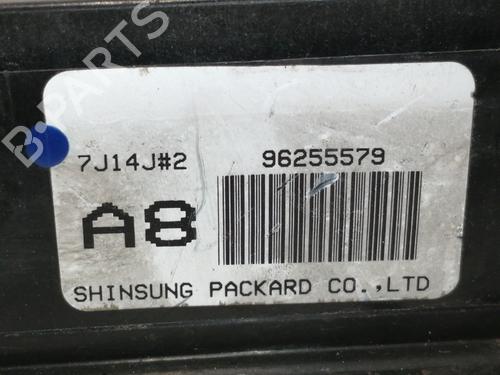 7J14J#2 96255579
A8
SHINSUNG PACKARD CO.,LTD
B-PARTS